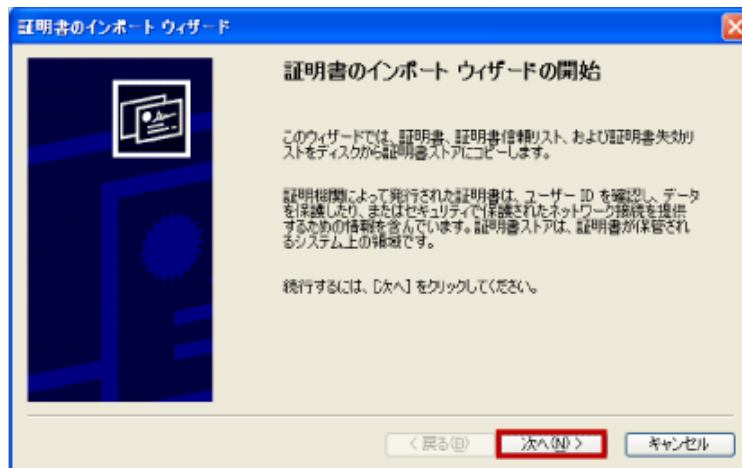 証明書のインポート ウィザード
証明書のインポート ウィザードの開始
このウィザードでは、証明書、証明書信頼リスト、および証明書失効リ
ストをディスクから証明書ストアにコピーします。
証明機関によって発行された証明書は、ユーザー ID を確認し、データ
を保護したり、またはセキュリティで保護されたネットワーク接続を提供
するための情報を含んでいます。証明書ストアは、証明書が保管され
るシステム上の領域です。
続行するには、[次へ] をクリックしてください。
< 戻る(B) 次へ(N) > キャンセル